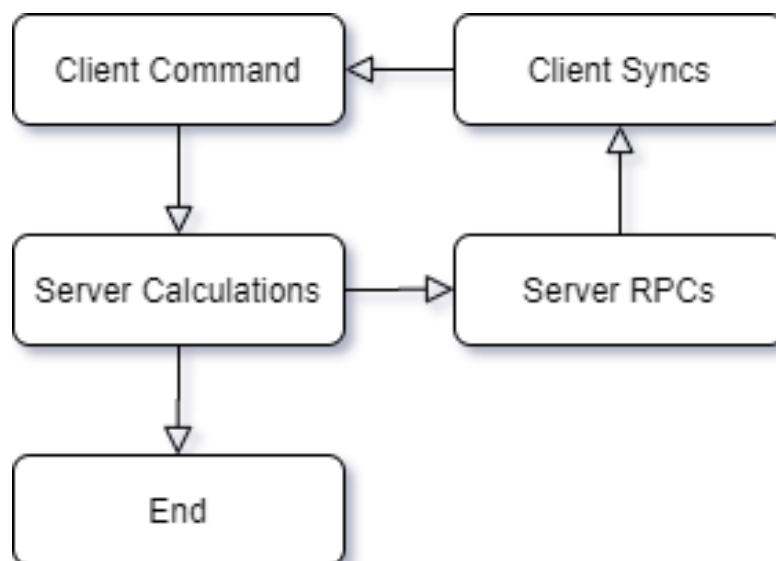 Client Command
Client Syncs
Server Calculations
Server RPCs
End